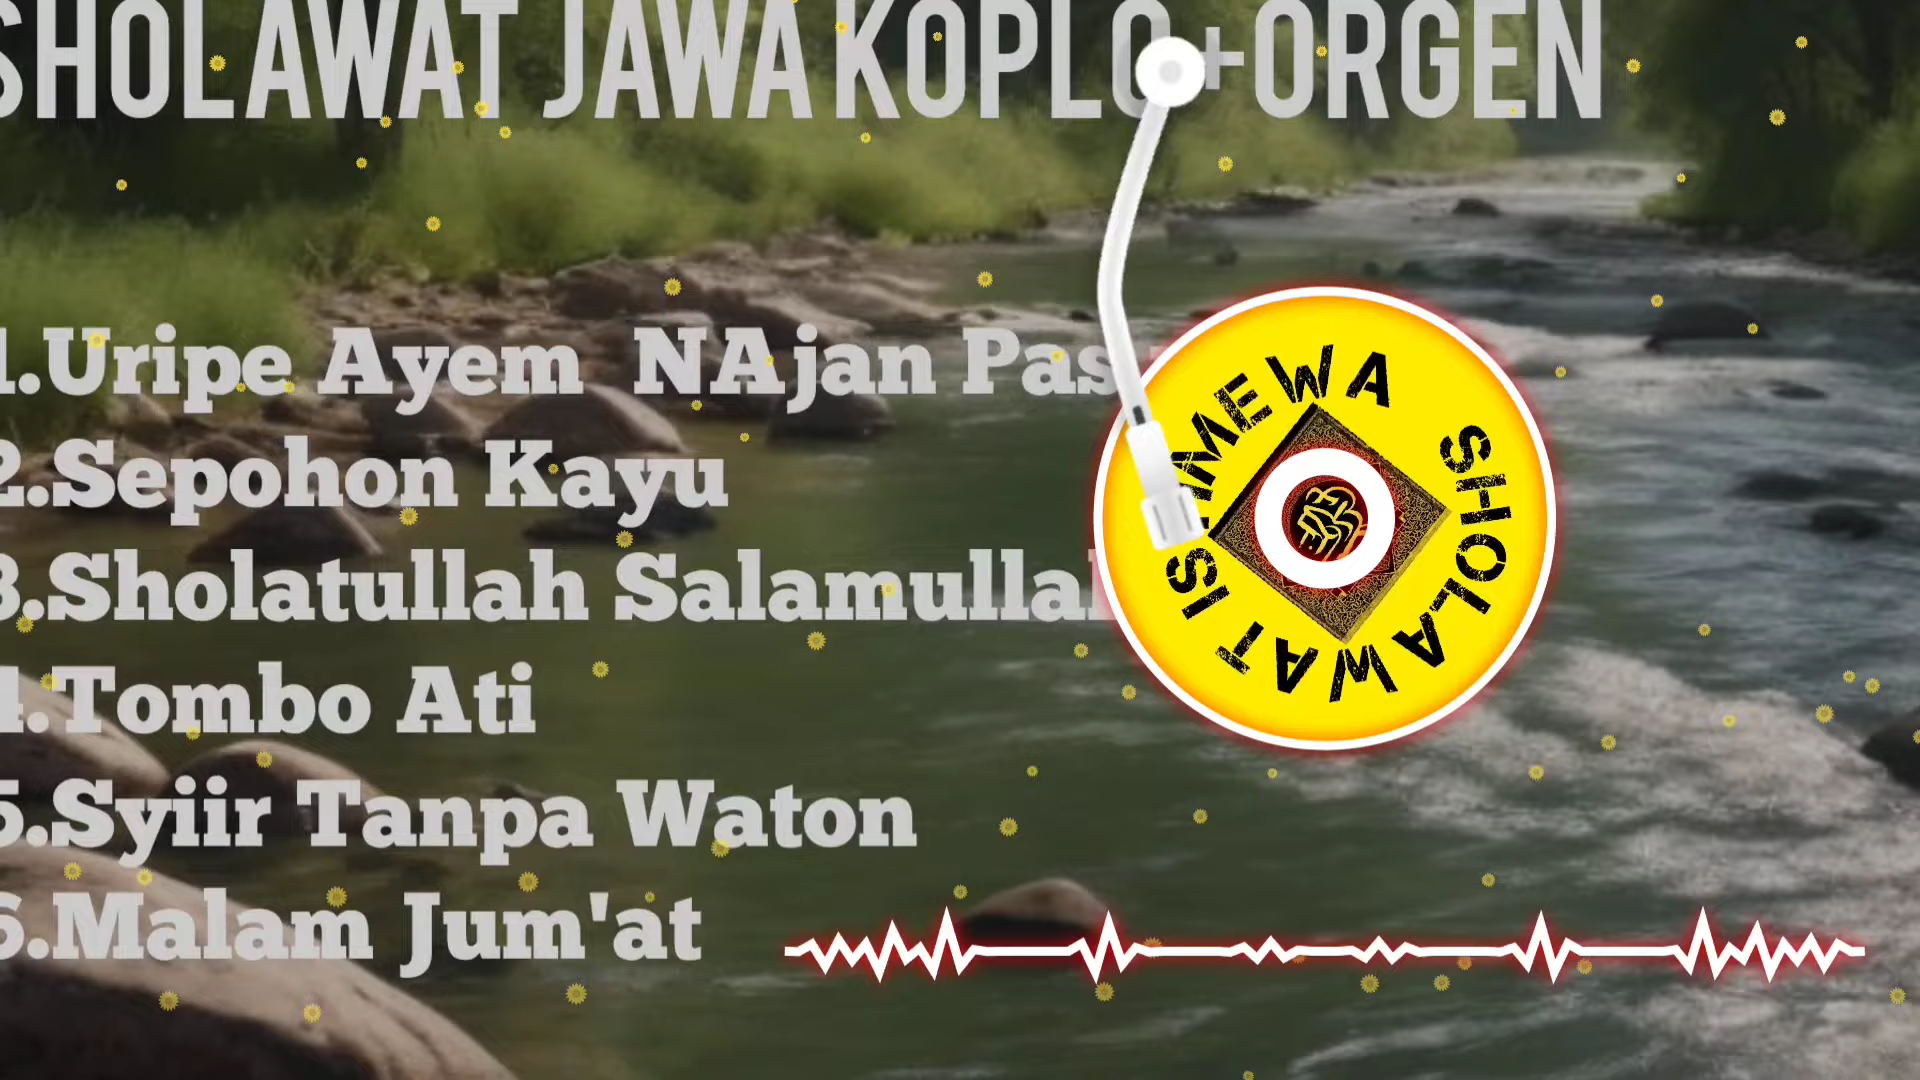 SHOLAWAT JAWA KOPLO+ORGEN
1.Uripe Ayem NAjan Pas
2.Sepohon Kayu
3.Sholatullah Salamullah
4.Tombo Ati
5.Syiir Tanpa Waton
6.Malam Jum'at
SHOLAWAT ISTIMEWA